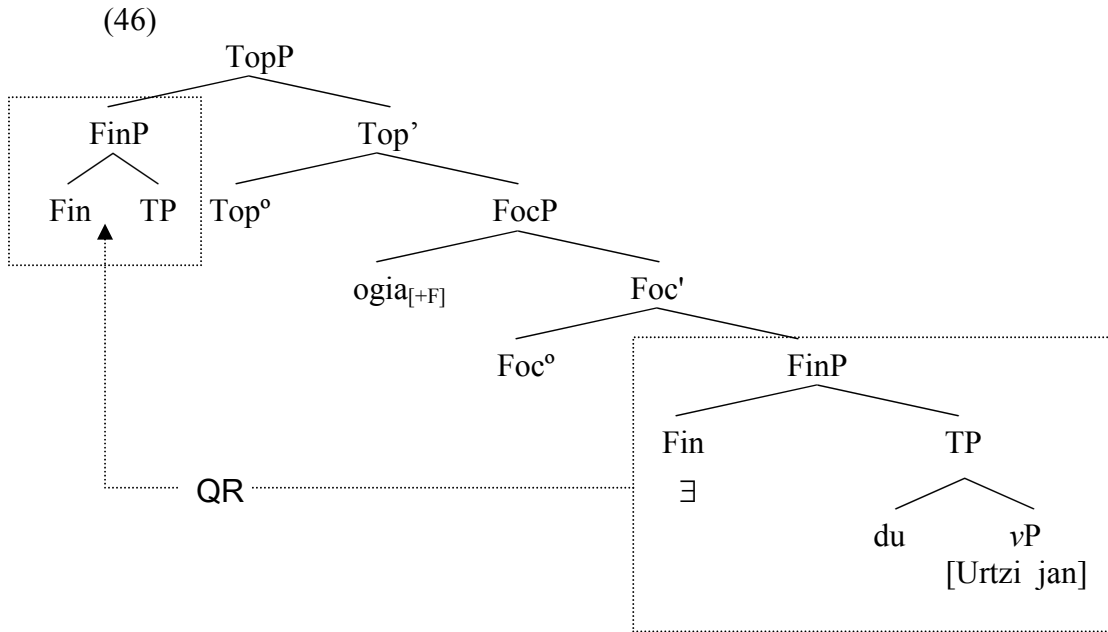 (46)
TopP
FinP Top’
Fin TP Topº FocP
ogia[+F] Foc'
Focº FinP
Fin TP
QR ∃
du vP
[Urtzi jan]